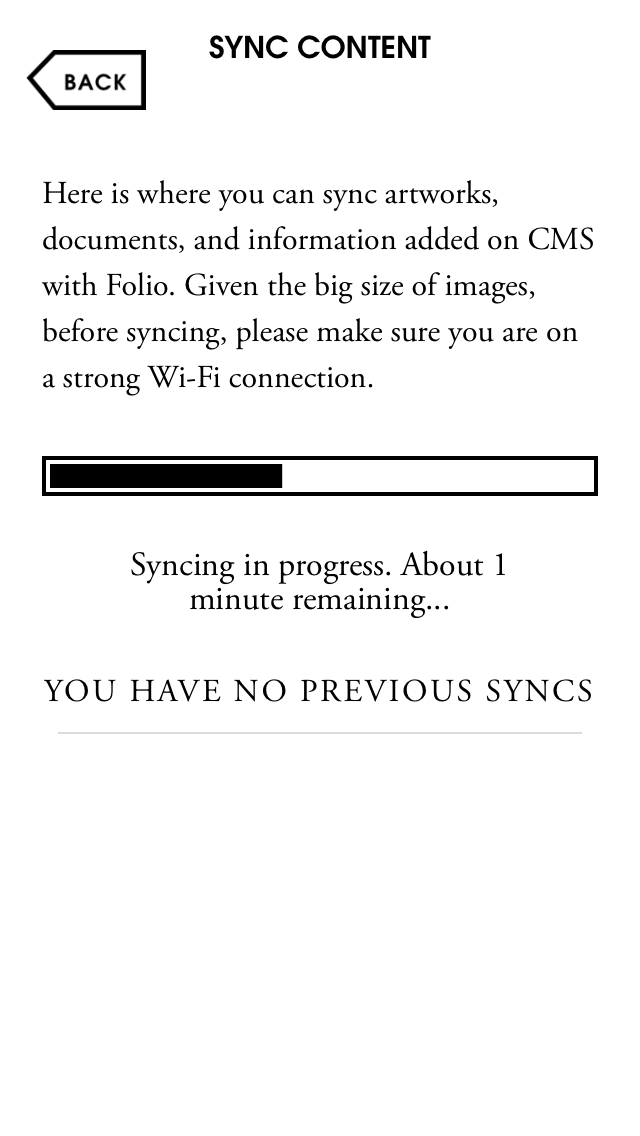 SYNC CONTENT
BACK
Here is where you can sync artworks,
documents, and information added on CMS
with Folio. Given the big size of images,
before syncing, please make sure you are on
a strong Wi-Fi connection.
Syncing in progress. About 1
minute remaining...
YOU HAVE NO PREVIOUS SYNCS